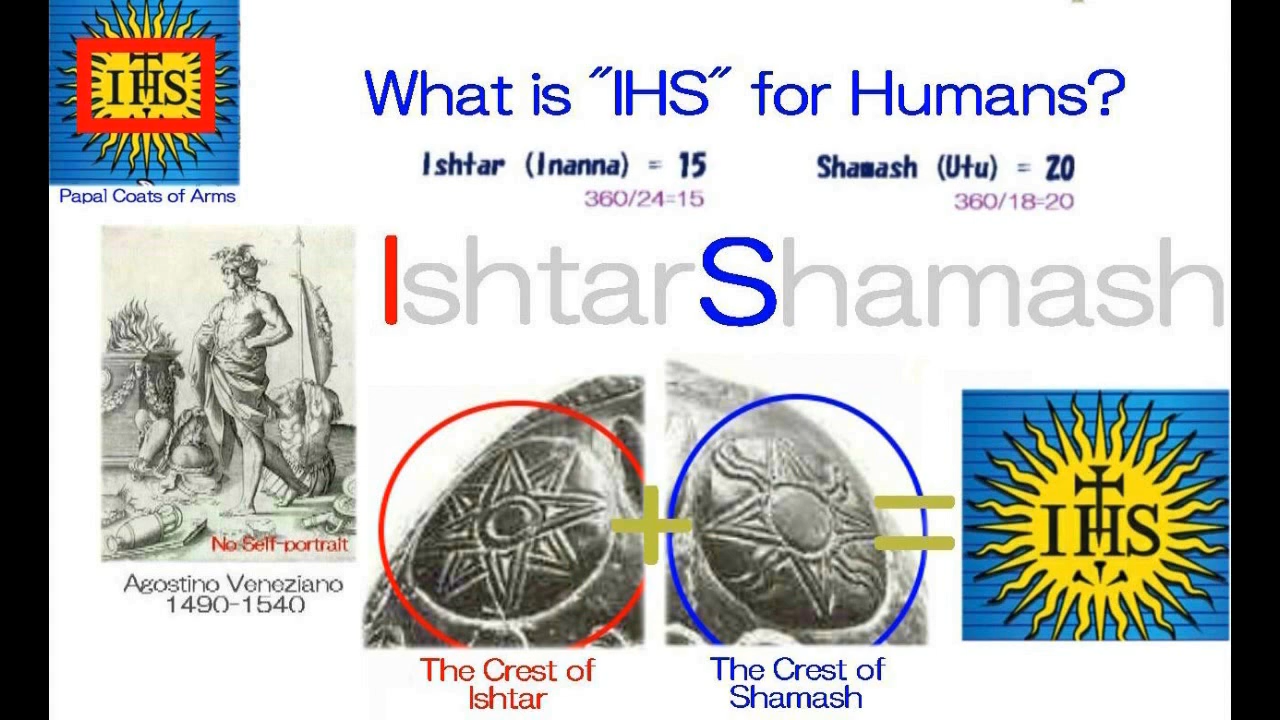 IHS
What is "IHS" for Humans?
Ishtar (Inanna) = 15
Shamash (Utu) = 20
360/24=15
360/18=20
Papal Coats of Arms
IshtarShamash
+
=
IHS
No Self-portrait
Agostino Veneziano
1490-1540
The Crest of
Ishtar
The Crest of
Shamash